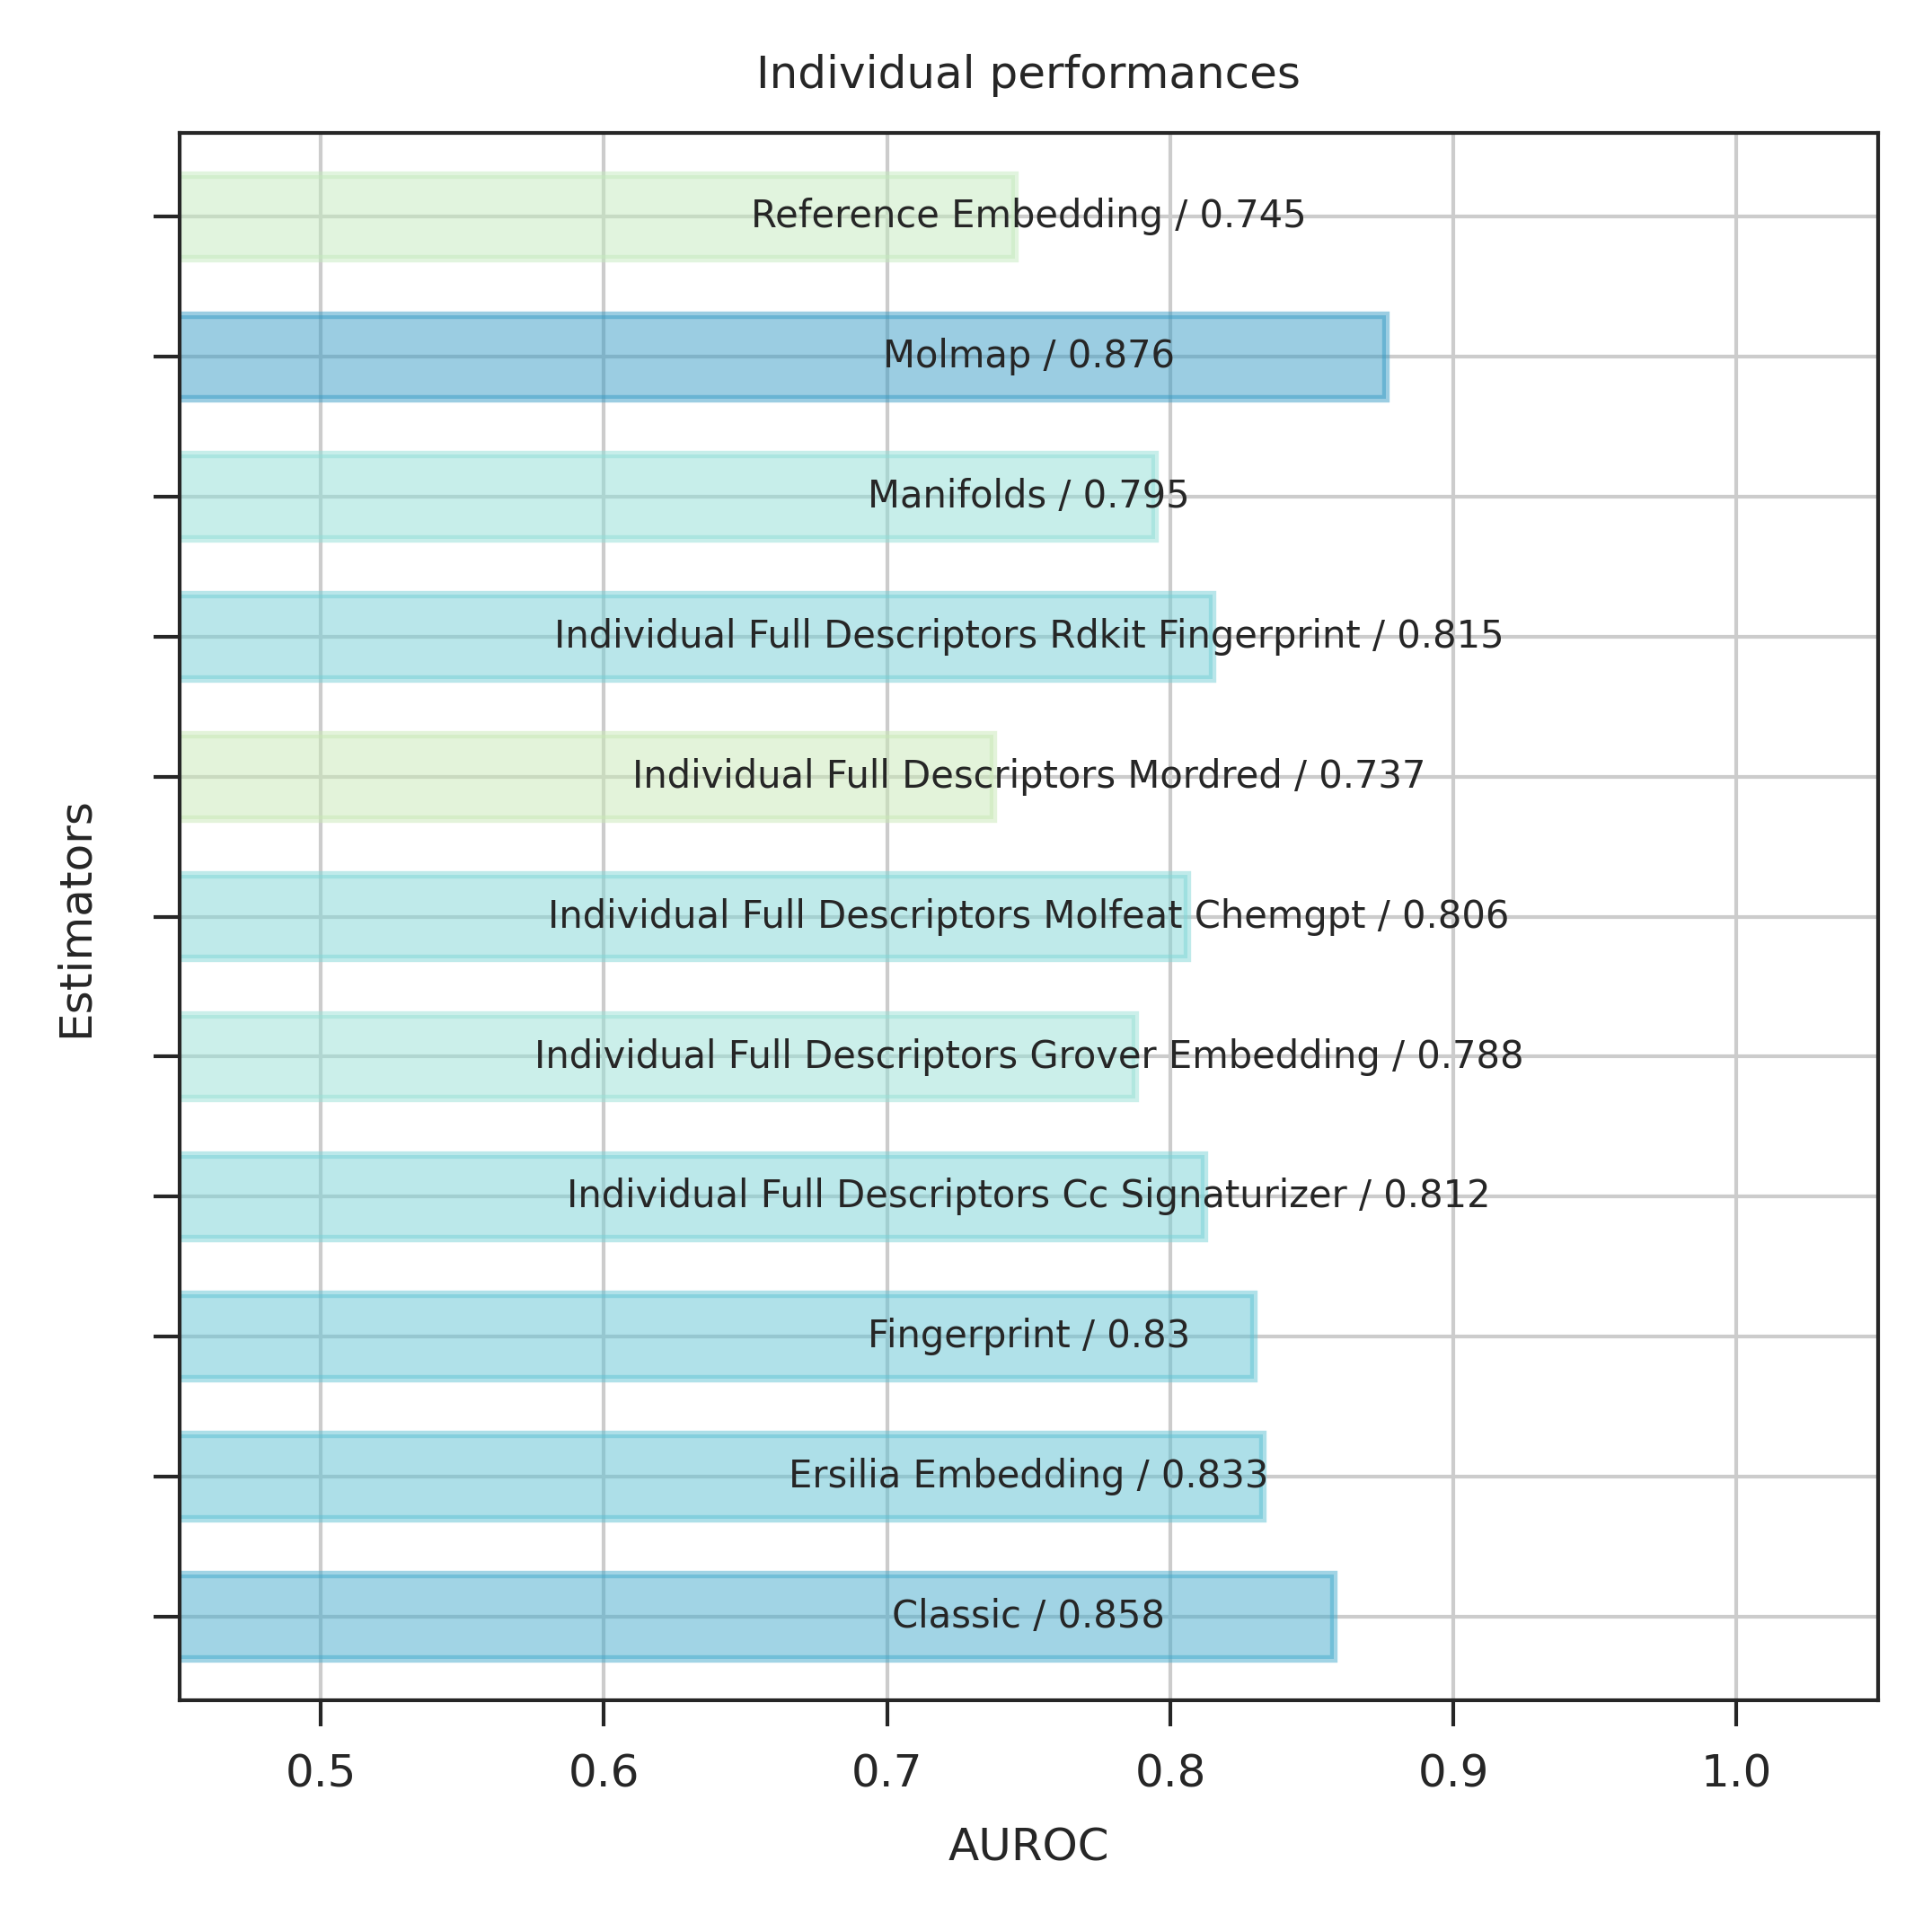 Individual performances
Reference Embedding / 0.745
Molmap / 0.876
Manifolds / 0.795
Individual Full Descriptors Rdkit Fingerprint / 0.815
Individual Full Descriptors Mordred / 0.737
Individual Full Descriptors Molfeat Chemgpt / 0.806
Individual Full Descriptors Grover Embedding / 0.788
Individual Full Descriptors Cc Signaturizer / 0.812
Fingerprint / 0.83
Ersilia Embedding / 0.833
Classic / 0.858
Estimators
0.5 0.6 0.7 0.8 0.9 1.0
AUROC